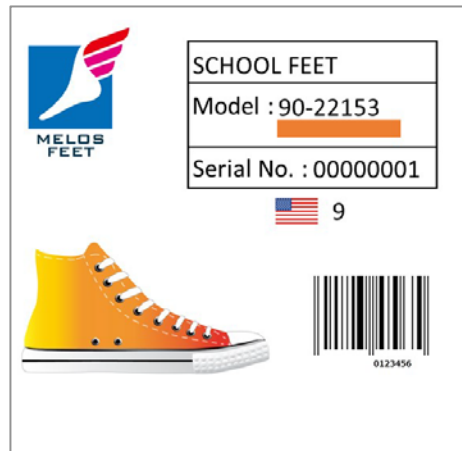 MELOS
FEET
SCHOOL FEET
Model : 90-22153
Serial No. : 00000001
9
0123456